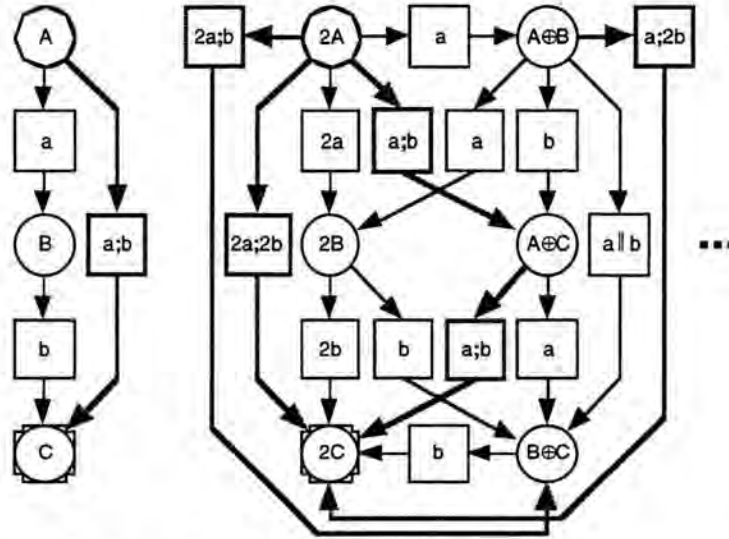 A 2a;b 2A a A⊕B a;2b
a 2a a;b a b
B a;b 2a;2b 2B A⊕C a ‖ b ...
b 2b b a;b a
C 2C b B⊕C